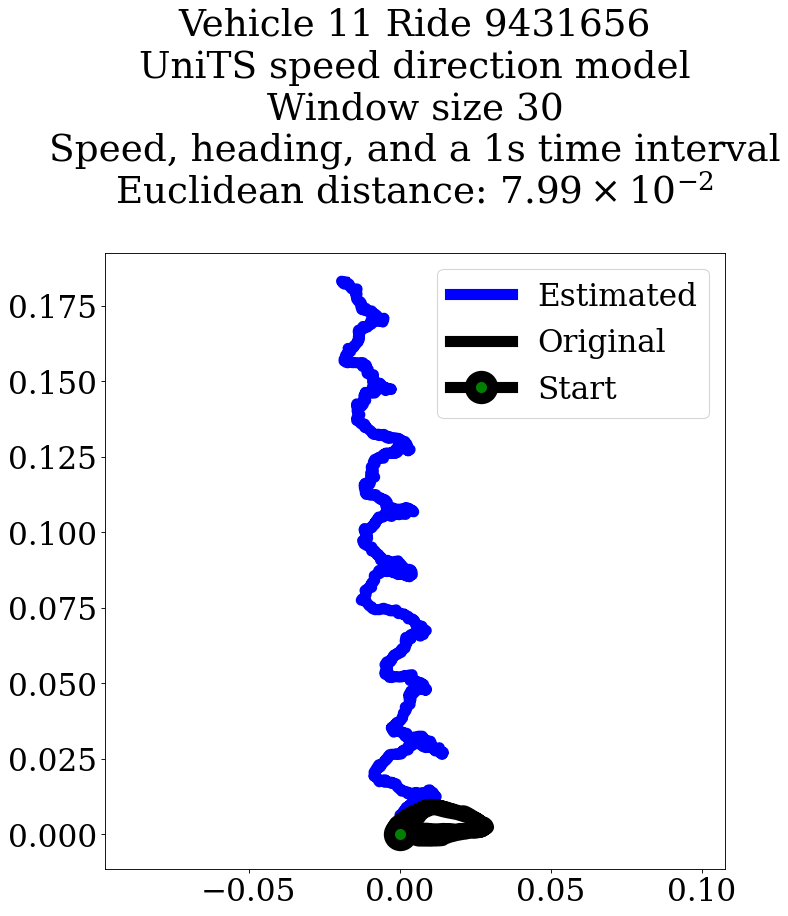 Vehicle 11 Ride 9431656
UniTS speed direction model
Window size 30
Speed, heading, and a 1s time interval
Euclidean distance: 7.99 × 10⁻²
Estimated
Original
Start
0.175
0.150
0.125
0.100
0.075
0.050
0.025
0.000
−0.05 0.00 0.05 0.10